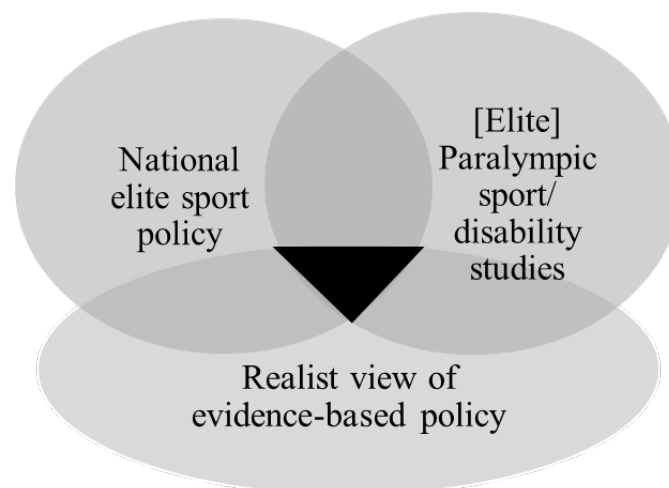 National
elite sport
policy
[Elite]
Paralympic
sport/
disability
studies
Realist view of
evidence-based policy